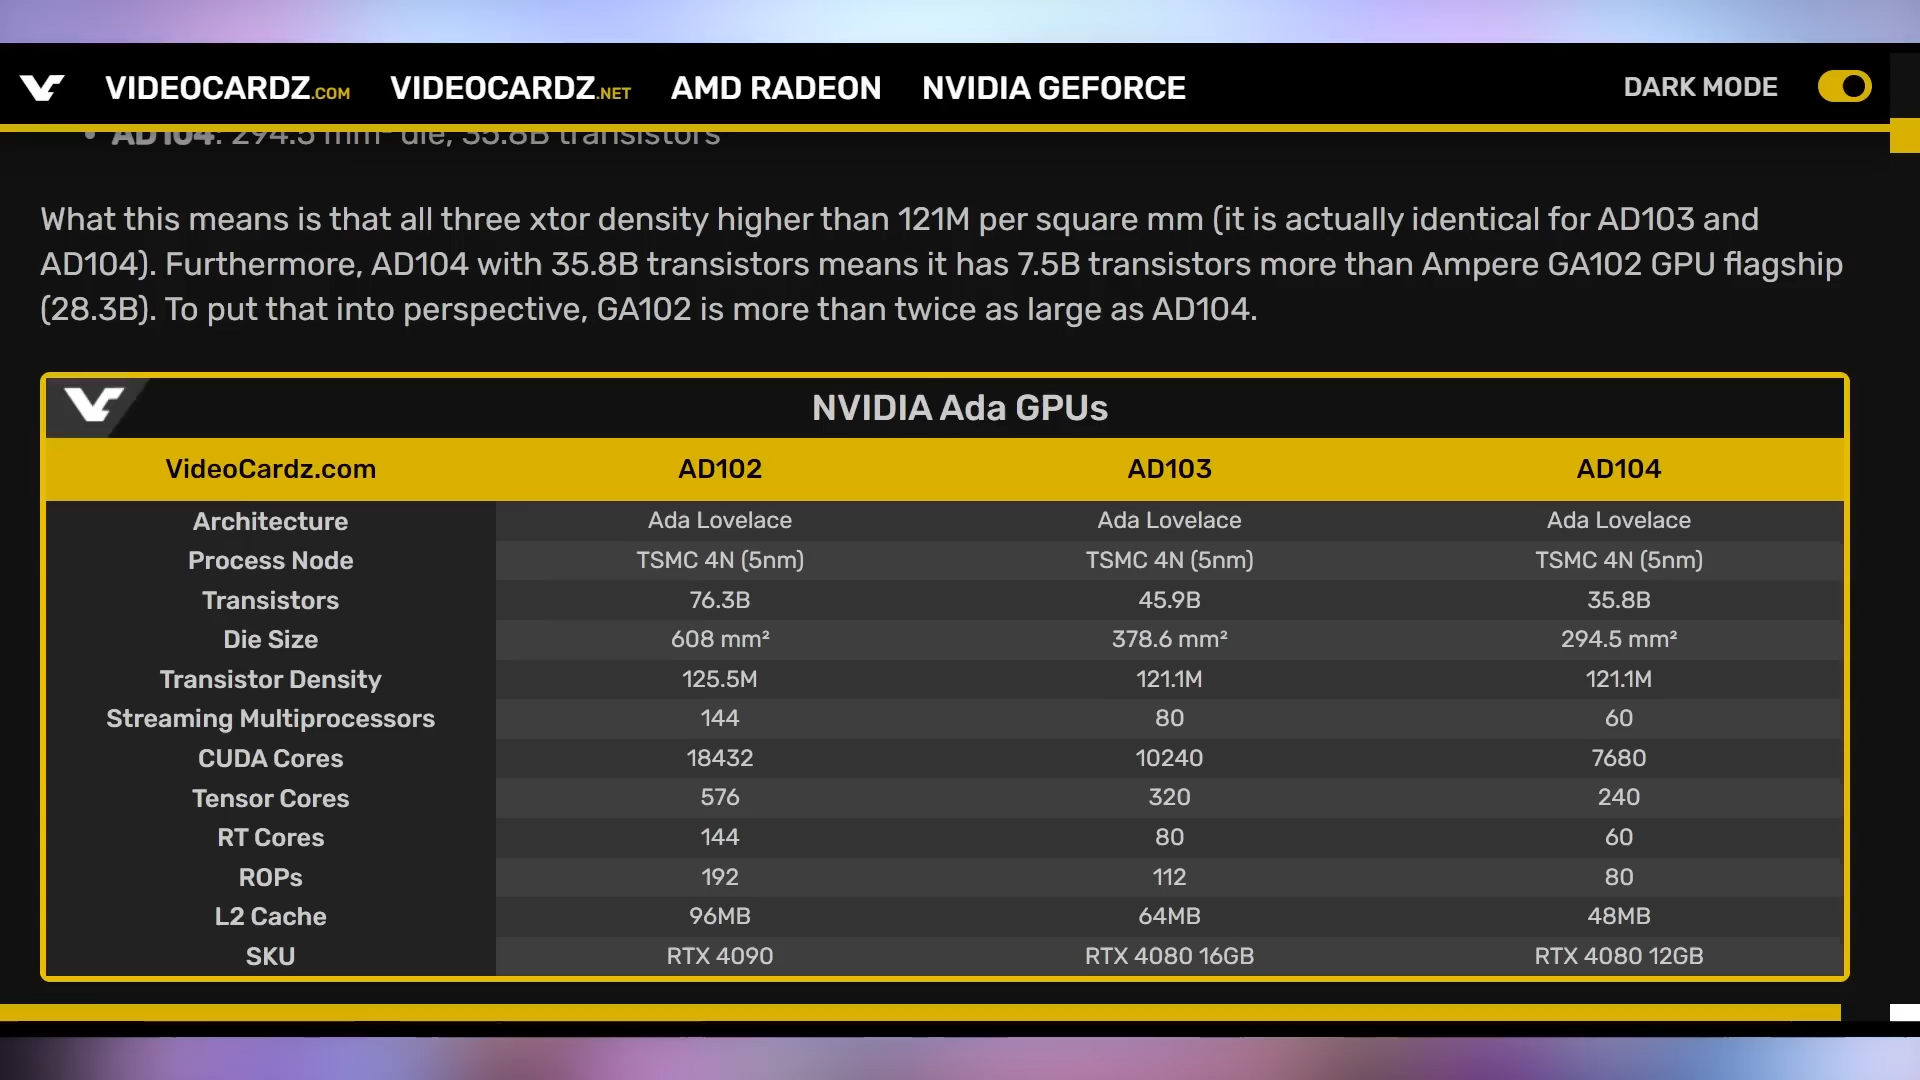 VIDEOCARDZ.COM VIDEOCARDZ.NET AMD RADEON NVIDIA GEFORCE DARK MODE
• AD104: 294.5 mm² die, 35.8B transistors
What this means is that all three xtor density higher than 121M per square mm (it is actually identical for AD103 and
AD104). Furthermore, AD104 with 35.8B transistors means it has 7.5B transistors more than Ampere GA102 GPU flagship
(28.3B). To put that into perspective, GA102 is more than twice as large as AD104.
NVIDIA Ada GPUs
VideoCardz.com AD102 AD103 AD104
Architecture Ada Lovelace Ada Lovelace Ada Lovelace
Process Node TSMC 4N (5nm) TSMC 4N (5nm) TSMC 4N (5nm)
Transistors 76.3B 45.9B 35.8B
Die Size 608 mm² 378.6 mm² 294.5 mm²
Transistor Density 125.5M 121.1M 121.1M
Streaming Multiprocessors 144 80 60
CUDA Cores 18432 10240 7680
Tensor Cores 576 320 240
RT Cores 144 80 60
ROPs 192 112 80
L2 Cache 96MB 64MB 48MB
SKU RTX 4090 RTX 4080 16GB RTX 4080 12GB